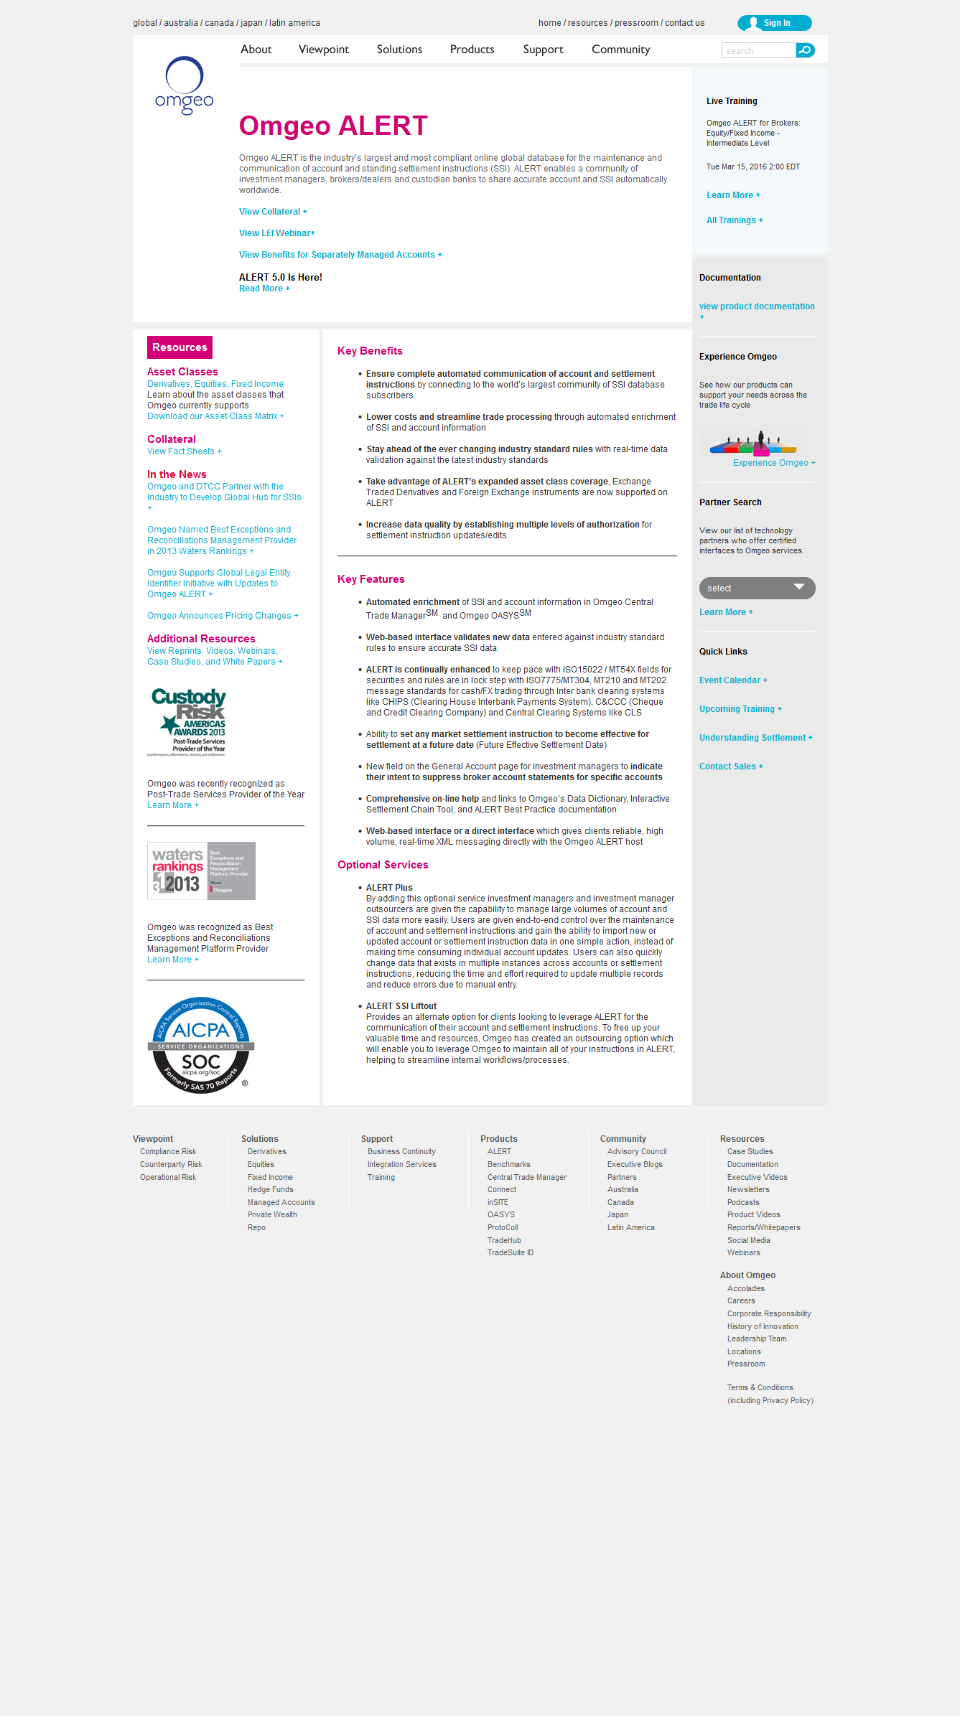 global / australia / canada / japan / latin america
home / resources / pressroom / contact us
Sign In
omgeo
About
Viewpoint
Solutions
Products
Support
Community
search
Omgeo ALERT
Omgeo ALERT is the industry's largest and most compliant online global database for the maintenance and
communication of account and standing settlement instructions (SSI). ALERT enables a community of
investment managers, brokers/dealers and custodian banks to share accurate account and SSI automatically
worldwide.
View Collateral +
View LEI Webinar+
View Benefits for Separately Managed Accounts +
ALERT 5.0 Is Here!
Read More +
Live Training
Omgeo ALERT for Brokers:
Equity/Fixed Income -
Intermediate Level
Tue Mar 15, 2016 2:00 EDT
Learn More +
All Trainings +
Documentation
view product documentation
+
Experience Omgeo
See how our products can
support your needs across the
trade life cycle
Experience Omgeo +
Partner Search
View our list of technology
partners who offer certified
interfaces to Omgeo services.
select
Learn More +
Quick Links
Event Calendar +
Upcoming Training +
Understanding Settlement +
Contact Sales +
Resources
Asset Classes
Derivatives, Equities, Fixed Income
Learn about the asset classes that
Omgeo currently supports
Download our Asset Class Matrix +
Collateral
View Fact Sheets +
In the News
Omgeo and DTCC Partner with the
Industry to Develop Global Hub for SSIs
+
Omgeo Named Best Exceptions and
Reconciliations Management Provider
in 2013 Waters Rankings +
Omgeo Supports Global Legal Entity
Identifier Initiative with Updates to
Omgeo ALERT +
Omgeo Announces Pricing Changes +
Additional Resources
View Reprints, Videos, Webinars,
Case Studies, and White Papers +
Custody
Risk
AMERICAS
AWARDS 2013
Post-Trade Services
Provider of the Year
Omgeo was recently recognized as
Post-Trade Services Provider of the Year
Learn More +
waters
rankings
2013
Best
Exceptions and
Reconciliation
Management
Platform Provider
Omgeo
Omgeo was recognized as Best
Exceptions and Reconciliations
Management Platform Provider
Learn More +
AICPA Service Organization Control Reports
AICPA
SERVICE ORGANIZATIONS
SOC
aicpa.org/soc
Formerly SAS 70 Reports
®
Key Benefits
• Ensure complete automated communication of account and settlement
instructions by connecting to the world's largest community of SSI database
subscribers
• Lower costs and streamline trade processing through automated enrichment
of SSI and account information
• Stay ahead of the ever changing industry standard rules with real-time data
validation against the latest industry standards
• Take advantage of ALERT's expanded asset class coverage, Exchange
Traded Derivatives and Foreign Exchange instruments are now supported on
ALERT
• Increase data quality by establishing multiple levels of authorization for
settlement instruction updates/edits
Key Features
• Automated enrichment of SSI and account information in Omgeo Central
Trade ManagerSM and Omgeo OASYSSM
• Web-based interface validates new data entered against industry standard
rules to ensure accurate SSI data
• ALERT is continually enhanced to keep pace with ISO15022 / MT54X fields for
securities and rules are in lock step with ISO7775/MT304, MT210 and MT202
message standards for cash/FX trading through Inter bank clearing systems
like CHIPS (Clearing House Interbank Payments System), C&CCC (Cheque
and Credit Clearing Company) and Central Clearing Systems like CLS
• Ability to set any market settlement instruction to become effective for
settlement at a future date (Future Effective Settlement Date)
• New field on the General Account page for investment managers to indicate
their intent to suppress broker account statements for specific accounts
• Comprehensive on-line help and links to Omgeo's Data Dictionary, Interactive
Settlement Chain Tool, and ALERT Best Practice documentation
• Web-based interface or a direct interface which gives clients reliable, high
volume, real-time XML messaging directly with the Omgeo ALERT host
Optional Services
• ALERT Plus
By adding this optional service investment managers and investment manager
outsourcers are given the capability to manage large volumes of account and
SSI data more easily. Users are given end-to-end control over the maintenance
of account and settlement instructions and gain the ability to import new or
updated account or settlement instruction data in one simple action, instead of
making time consuming individual account updates. Users can also quickly
change data that exists in multiple instances across accounts or settlement
instructions, reducing the time and effort required to update multiple records
and reduce errors due to manual entry.
• ALERT SSI Liftout
Provides an alternate option for clients looking to leverage ALERT for the
communication of their account and settlement instructions. To free up your
valuable time and resources, Omgeo has created an outsourcing option which
will enable you to leverage Omgeo to maintain all of your instructions in ALERT,
helping to streamline internal workflows/processes.
Viewpoint
Compliance Risk
Counterparty Risk
Operational Risk
Solutions
Derivatives
Equities
Fixed Income
Hedge Funds
Managed Accounts
Private Wealth
Repo
Support
Business Continuity
Integration Services
Training
Products
ALERT
Benchmarks
Central Trade Manager
Connect
inSITE
OASYS
ProtoColl
TradeHub
TradeSuite ID
Community
Advisory Council
Executive Blogs
Partners
Australia
Canada
Japan
Latin America
Resources
Case Studies
Documentation
Executive Videos
Newsletters
Podcasts
Product Videos
Reports/Whitepapers
Social Media
Webinars
About Omgeo
Accolades
Careers
Corporate Responsibility
History of Innovation
Leadership Team
Locations
Pressroom
Terms & Conditions
(including Privacy Policy)